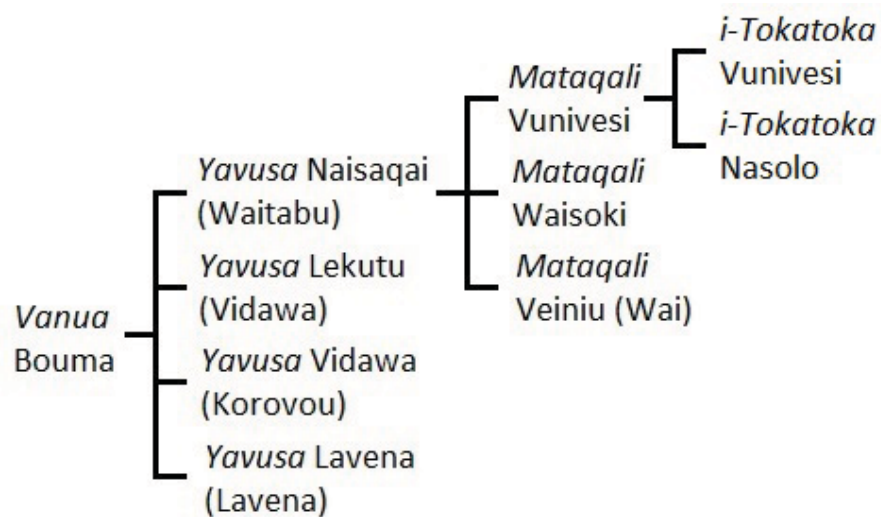 Vanua
Bouma
Yavusa Naisaqai
(Waitabu)
Yavusa Lekutu
(Vidawa)
Yavusa Vidawa
(Korovou)
Yavusa Lavena
(Lavena)
Mataqali
Vunivesi
Mataqali
Waisoki
Mataqali
Veiniu (Wai)
i-Tokatoka
Vunivesi
i-Tokatoka
Nasolo